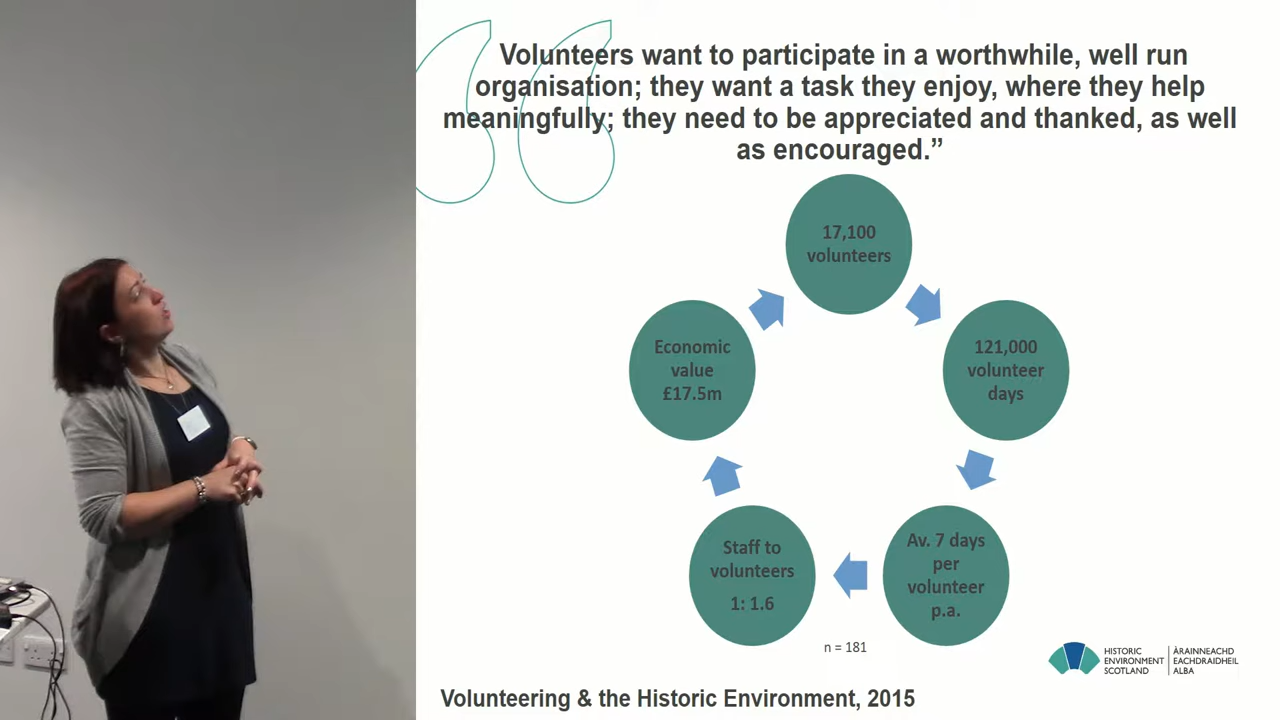 Volunteers want to participate in a worthwhile, well run
organisation; they want a task they enjoy, where they help
meaningfully; they need to be appreciated and thanked, as well
as encouraged.”
17,100
volunteers
121,000
volunteer
days
Av. 7 days
per
volunteer
p.a.
Staff to
volunteers
1: 1.6
Economic
value
£17.5m
n = 181
HISTORIC
ENVIRONMENT
SCOTLAND
ÀRAINNEACHD
EACHDRAIDHEIL
ALBA
Volunteering & the Historic Environment, 2015